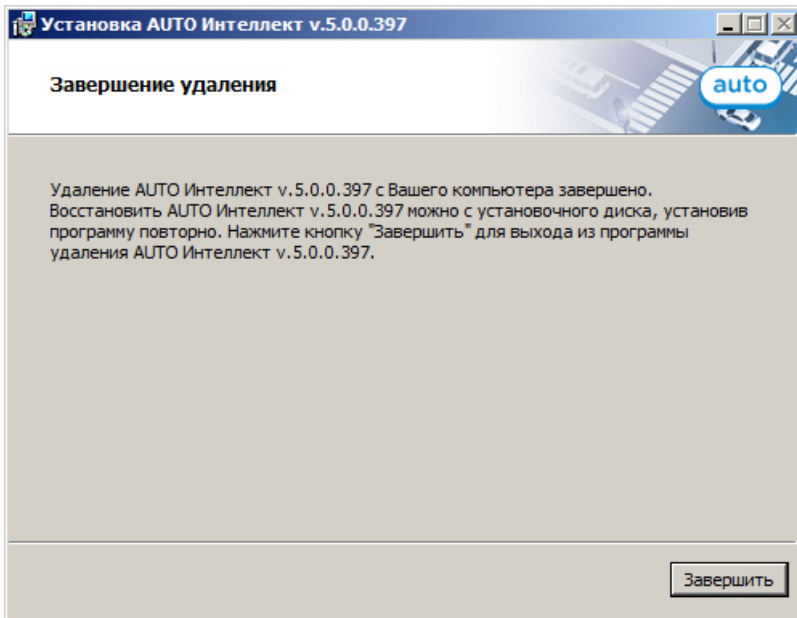 Установка AUTO Интеллект v.5.0.0.397
Завершение удаления
auto
Удаление AUTO Интеллект v.5.0.0.397 с Вашего компьютера завершено.
Восстановить AUTO Интеллект v.5.0.0.397 можно с установочного диска, установив
программу повторно. Нажмите кнопку "Завершить" для выхода из программы
удаления AUTO Интеллект v.5.0.0.397.
Завершить